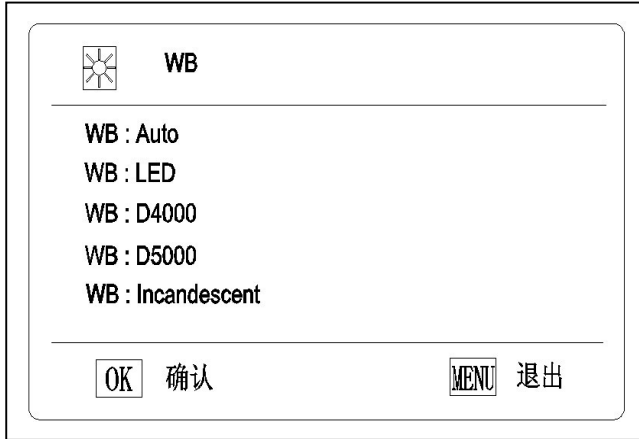 WB
WB : Auto
WB : LED
WB : D4000
WB : D5000
WB : Incandescent
OK 确认 MENU 退出